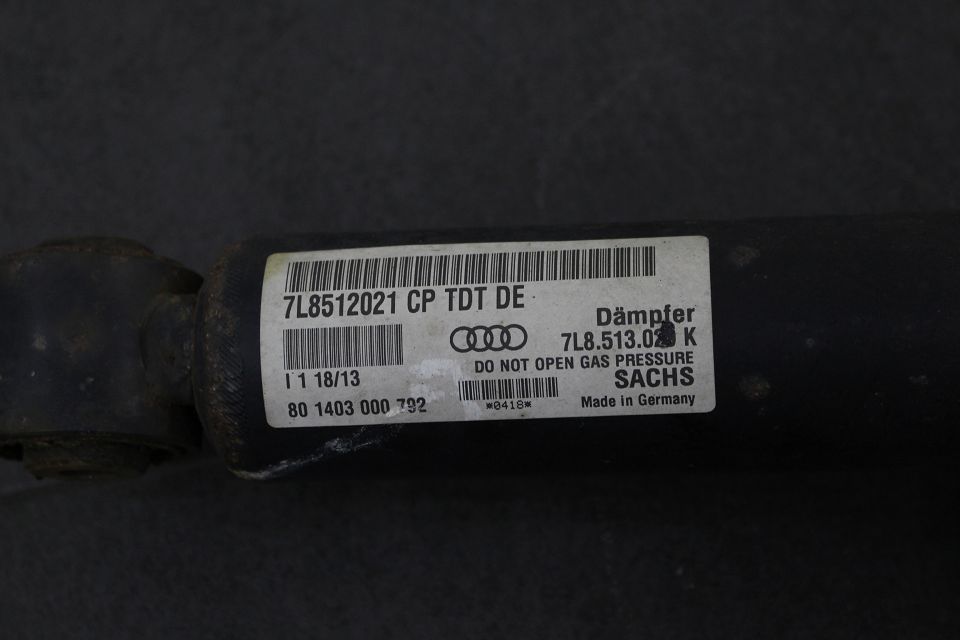 7L8512021 CP TDT DE
I 1 18/13
80 1403 000 792
*0418*
Dämpfer
K
DO NOT OPEN GAS PRESSURE
SACHS
Made in Germany